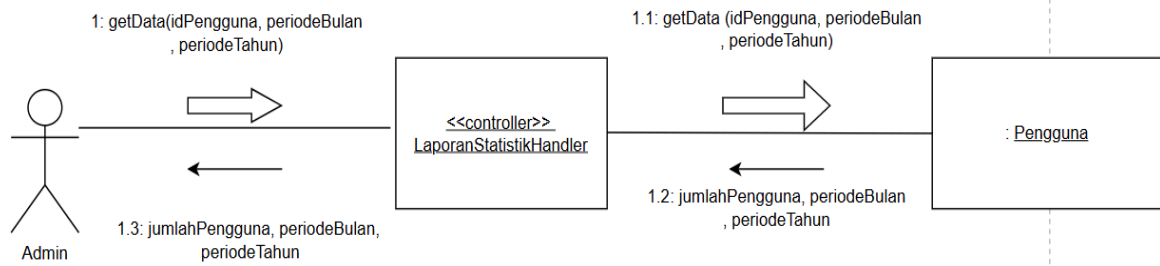 1: getData(idPengguna, periodeBulan
, periodeTahun)
1.1: getData (idPengguna, periodeBulan
, periodeTahun)
<<controller>>
LaporanStatistikHandler
: Pengguna
1.3: jumlahPengguna, periodeBulan,
periodeTahun
1.2: jumlahPengguna, periodeBulan
, periodeTahun
Admin